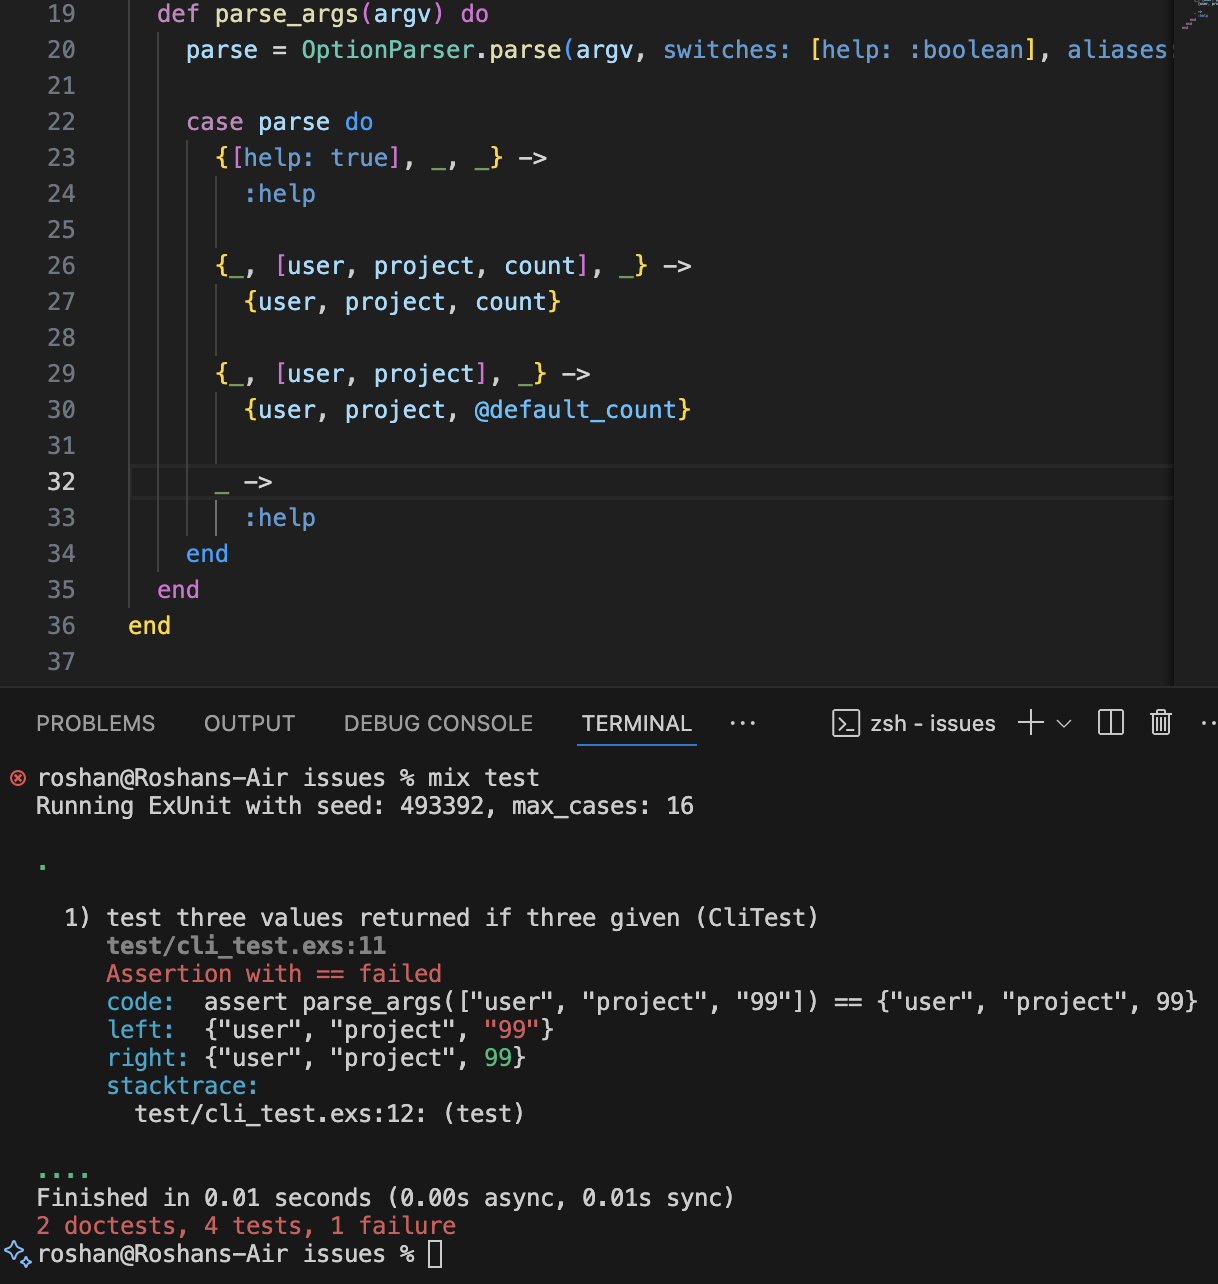 19 def parse_args(argv) do
20 parse = OptionParser.parse(argv, switches: [help: :boolean], aliases:
21
22 case parse do
23 {[help: true], _, _} ->
24 :help
25
26 {_, [user, project, count], _} ->
27 {user, project, count}
28
29 {_, [user, project], _} ->
30 {user, project, @default_count}
31
32 _ ->
33 :help
34 end
35 end
36 end
37
PROBLEMS OUTPUT DEBUG CONSOLE TERMINAL ··· zsh - issues
roshan@Roshans-Air issues % mix test
Running ExUnit with seed: 493392, max_cases: 16
.
1) test three values returned if three given (CliTest)
test/cli_test.exs:11
Assertion with == failed
code: assert parse_args(["user", "project", "99"]) == {"user", "project", 99}
left: {"user", "project", "99"}
right: {"user", "project", 99}
stacktrace:
test/cli_test.exs:12: (test)
....
Finished in 0.01 seconds (0.00s async, 0.01s sync)
2 doctests, 4 tests, 1 failure
roshan@Roshans-Air issues %